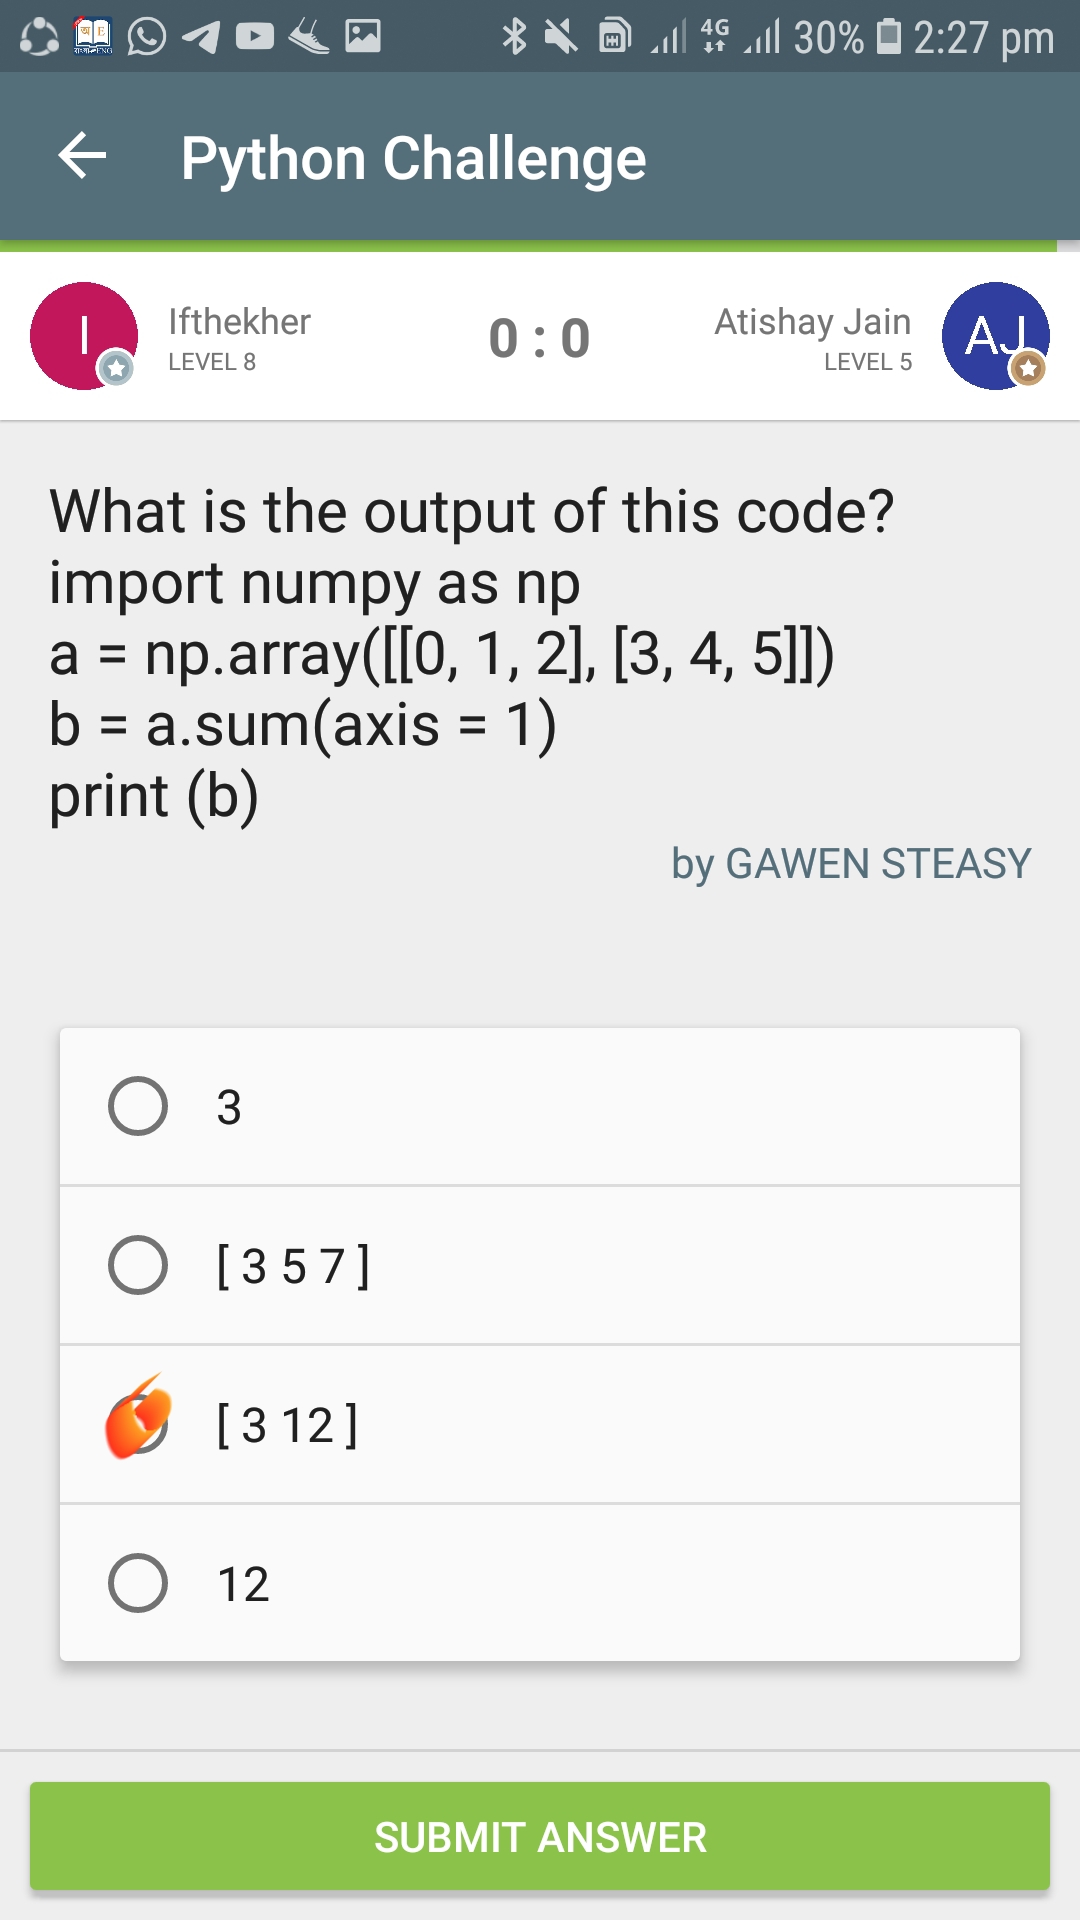 4G 30% 2:27 pm
Python Challenge
I Ifthekher 0 : 0 Atishay Jain AJ
LEVEL 8 LEVEL 5
What is the output of this code?
import numpy as np
a = np.array([[0, 1, 2], [3, 4, 5]])
b = a.sum(axis = 1)
print (b)
by GAWEN STEASY
3
[ 3 5 7 ]
[ 3 12 ]
12
SUBMIT ANSWER